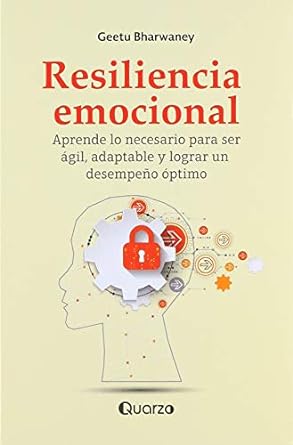 Geetu Bharwaney
Resiliencia
emocional
Aprende lo necesario para ser
ágil, adaptable y lograr un
desempeño óptimo
Quarzo